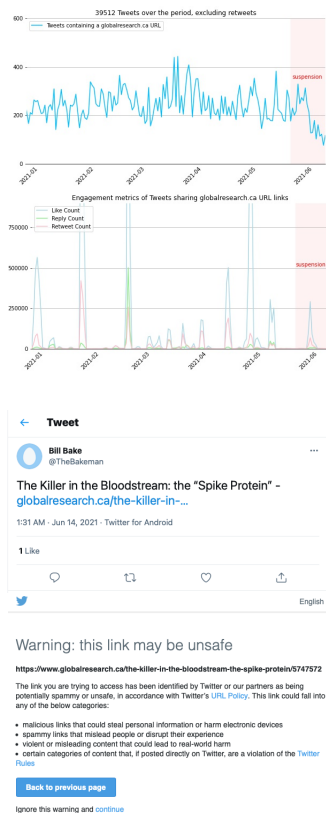 39512 Tweets over the period, excluding retweets
600
Tweets containing a globalresearch.ca URL
400
suspension
200
0
2021-01
2021-02
2021-03
2021-04
2021-05
2021-06
Engagement metrics of Tweets sharing globalresearch.ca URL links
Like Count
Reply Count
Retweet Count
750000
500000
suspension
250000
0
2021-01
2021-02
2021-03
2021-04
2021-05
2021-06
Tweet
Bill Bake
@TheBakeman
The Killer in the Bloodstream: the “Spike Protein” -
globalresearch.ca/the-killer-in-...
1:31 AM · Jun 14, 2021 · Twitter for Android
1 Like
English
Warning: this link may be unsafe
https://www.globalresearch.ca/the-killer-in-the-bloodstream-the-spike-protein/5747572
The link you are trying to access has been identified by Twitter or our partners as being
potentially spammy or unsafe, in accordance with Twitter's URL Policy. This link could fall into
any of the below categories:
• malicious links that could steal personal information or harm electronic devices
• spammy links that mislead people or disrupt their experience
• violent or misleading content that could lead to real-world harm
• certain categories of content that, if posted directly on Twitter, are a violation of the Twitter
Rules
Back to previous page
Ignore this warning and continue